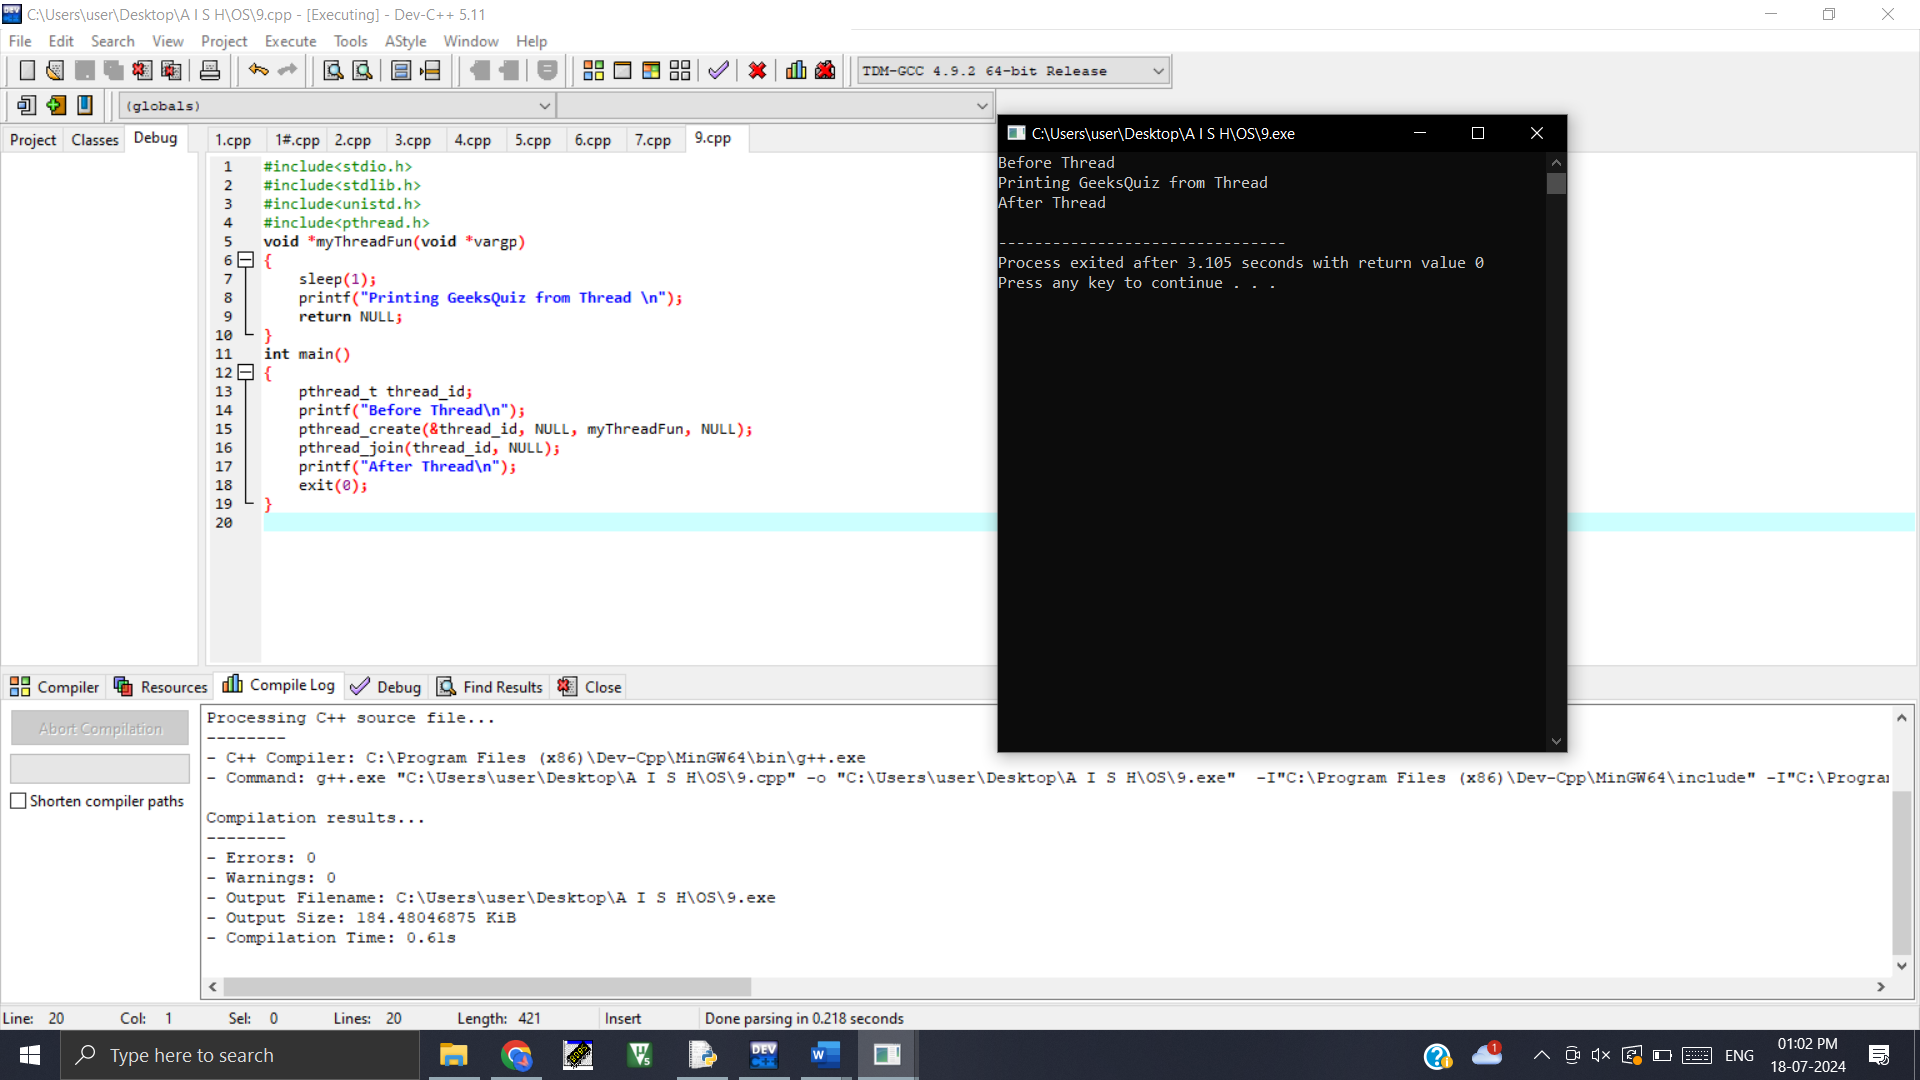 C:\Users\user\Desktop\A I S H\OS\9.cpp - [Executing] - Dev-C++ 5.11
File Edit Search View Project Execute Tools AStyle Window Help
TDM-GCC 4.9.2 64-bit Release
(globals)
Project Classes Debug
1.cpp 1#.cpp 2.cpp 3.cpp 4.cpp 5.cpp 6.cpp 7.cpp 9.cpp
1 #include<stdio.h>
2 #include<stdlib.h>
3 #include<unistd.h>
4 #include<pthread.h>
5 void *myThreadFun(void *vargp)
6 {
7 sleep(1);
8 printf("Printing GeeksQuiz from Thread \n");
9 return NULL;
10 }
11 int main()
12 {
13 pthread_t thread_id;
14 printf("Before Thread\n");
15 pthread_create(&thread_id, NULL, myThreadFun, NULL);
16 pthread_join(thread_id, NULL);
17 printf("After Thread\n");
18 exit(0);
19 }
20
C:\Users\user\Desktop\A I S H\OS\9.exe
Before Thread
Printing GeeksQuiz from Thread
After Thread
--------------------------------
Process exited after 3.105 seconds with return value 0
Press any key to continue . . .
Compiler Resources Compile Log Debug Find Results Close
Abort Compilation
Shorten compiler paths
Processing C++ source file...
--------
- C++ Compiler: C:\Program Files (x86)\Dev-Cpp\MinGW64\bin\g++.exe
- Command: g++.exe "C:\Users\user\Desktop\A I S H\OS\9.cpp" -o "C:\Users\user\Desktop\A I S H\OS\9.exe" -I"C:\Program Files (x86)\Dev-Cpp\MinGW64\include" -I"C:\Progra
Compilation results...
--------
- Errors: 0
- Warnings: 0
- Output Filename: C:\Users\user\Desktop\A I S H\OS\9.exe
- Output Size: 184.48046875 KiB
- Compilation Time: 0.61s
Line: 20 Col: 1 Sel: 0 Lines: 20 Length: 421 Insert Done parsing in 0.218 seconds
Type here to search
DEV
1
ENG
01:02 PM
18-07-2024